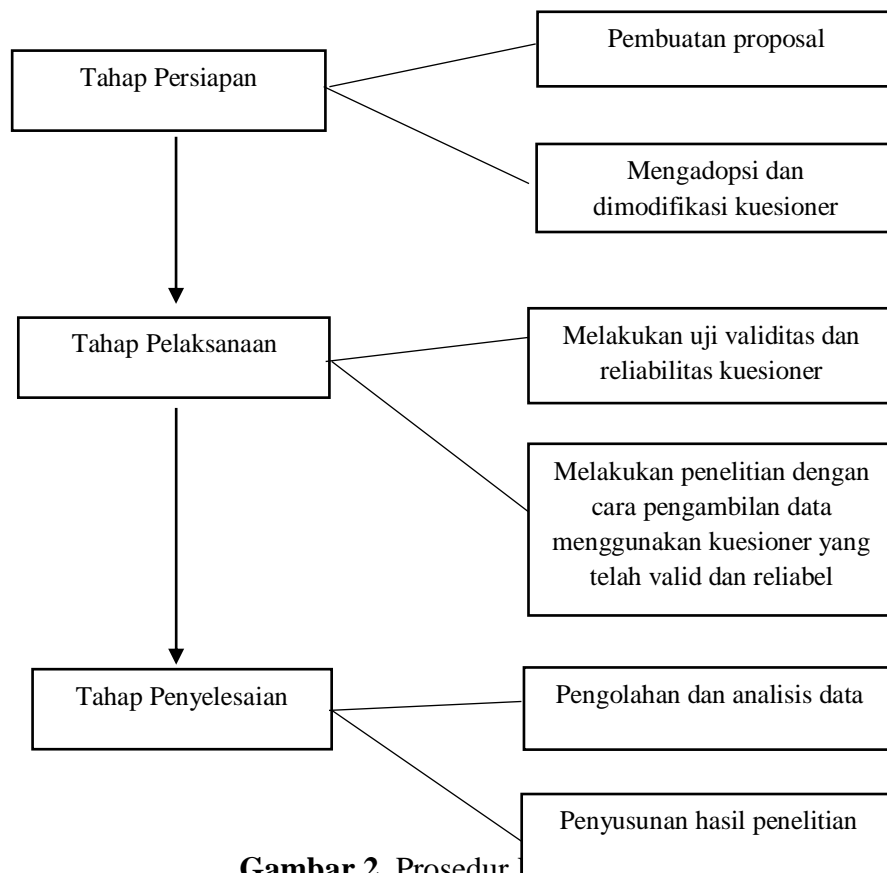 Tahap Persiapan
Pembuatan proposal
Mengadopsi dan
dimodifikasi kuesioner
Tahap Pelaksanaan
Melakukan uji validitas dan
reliabilitas kuesioner
Melakukan penelitian dengan
cara pengambilan data
menggunakan kuesioner yang
telah valid dan reliabel
Tahap Penyelesaian
Pengolahan dan analisis data
Penyusunan hasil penelitian
Gambar 2. Prosedur